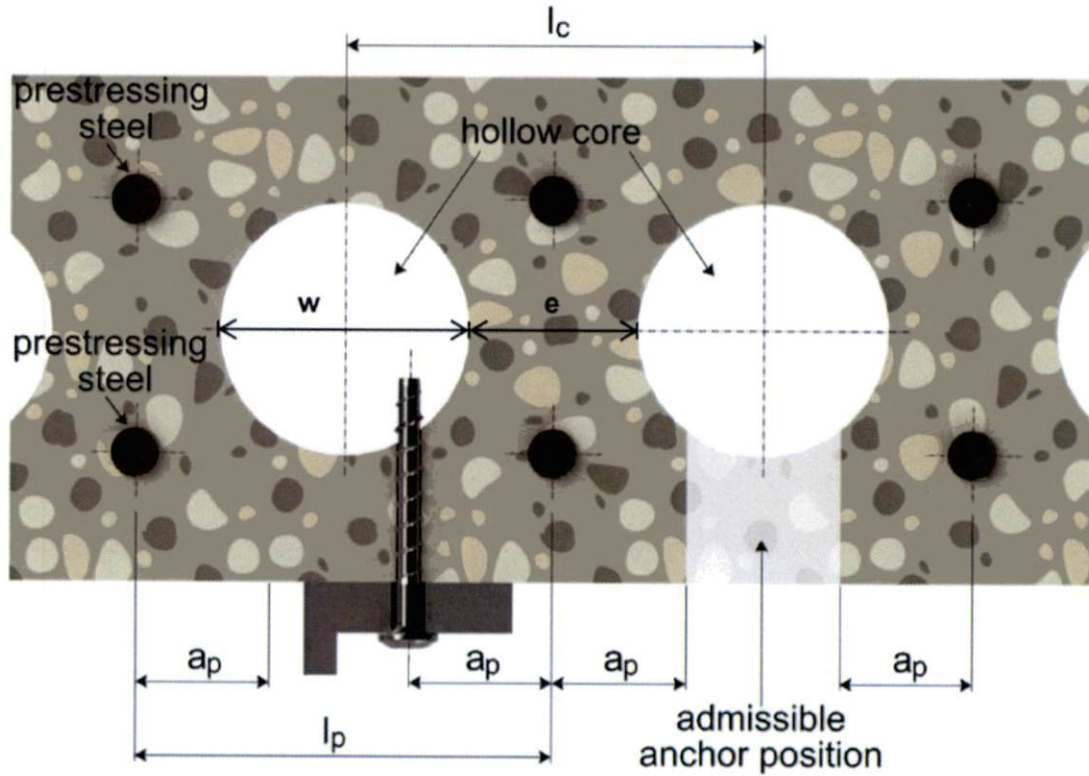 lc
prestressing
steel
hollow core
w
e
prestressing
steel
ap
ap
ap
ap
lp
admissible
anchor position